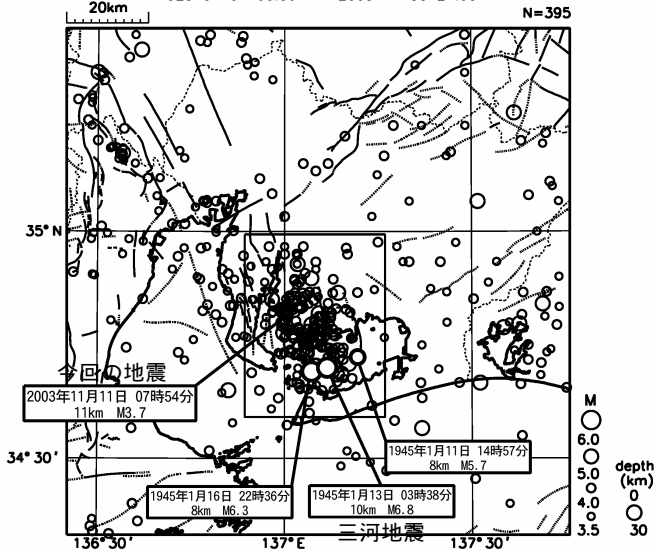 20km
N=395
35°N
今回の地震
2003年11月11日 07時54分
11km M3.7
34°30'
1945年1月11日 14時57分
8km M5.7
1945年1月16日 22時36分
8km M6.3
1945年1月13日 03時38分
10km M6.8
三河地震
136°30'
137°E
137°30'
M
6.0
5.0
4.0
3.5
depth
(km)
0
30